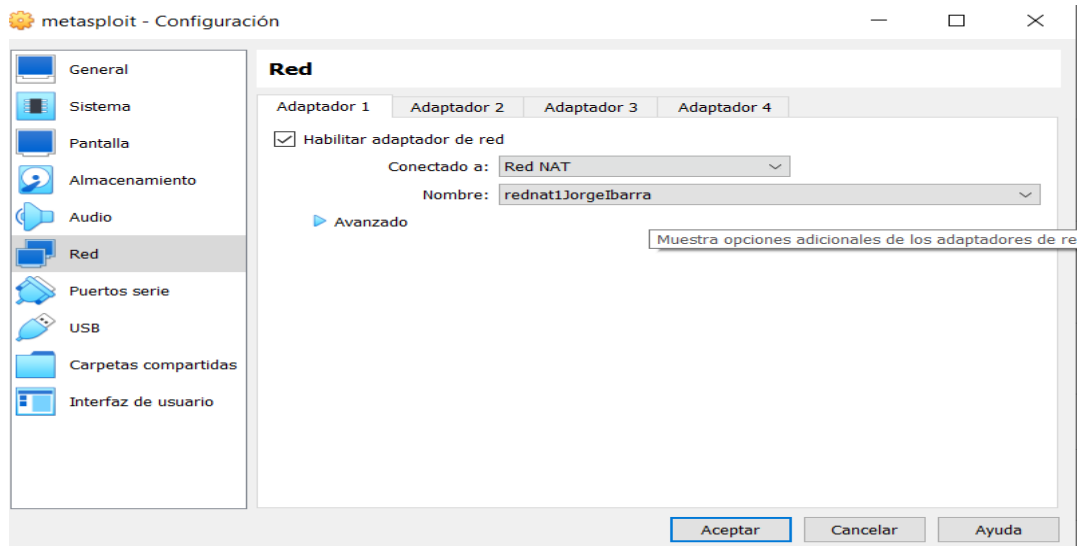 metasploit - Configuración
General
Sistema
Pantalla
Almacenamiento
Audio
Red
Puertos serie
USB
Carpetas compartidas
Interfaz de usuario
Red
Adaptador 1 Adaptador 2 Adaptador 3 Adaptador 4
Habilitar adaptador de red
Conectado a: Red NAT
Nombre: rednat1JorgeIbarra
Avanzado
Muestra opciones adicionales de los adaptadores de re
Aceptar Cancelar Ayuda